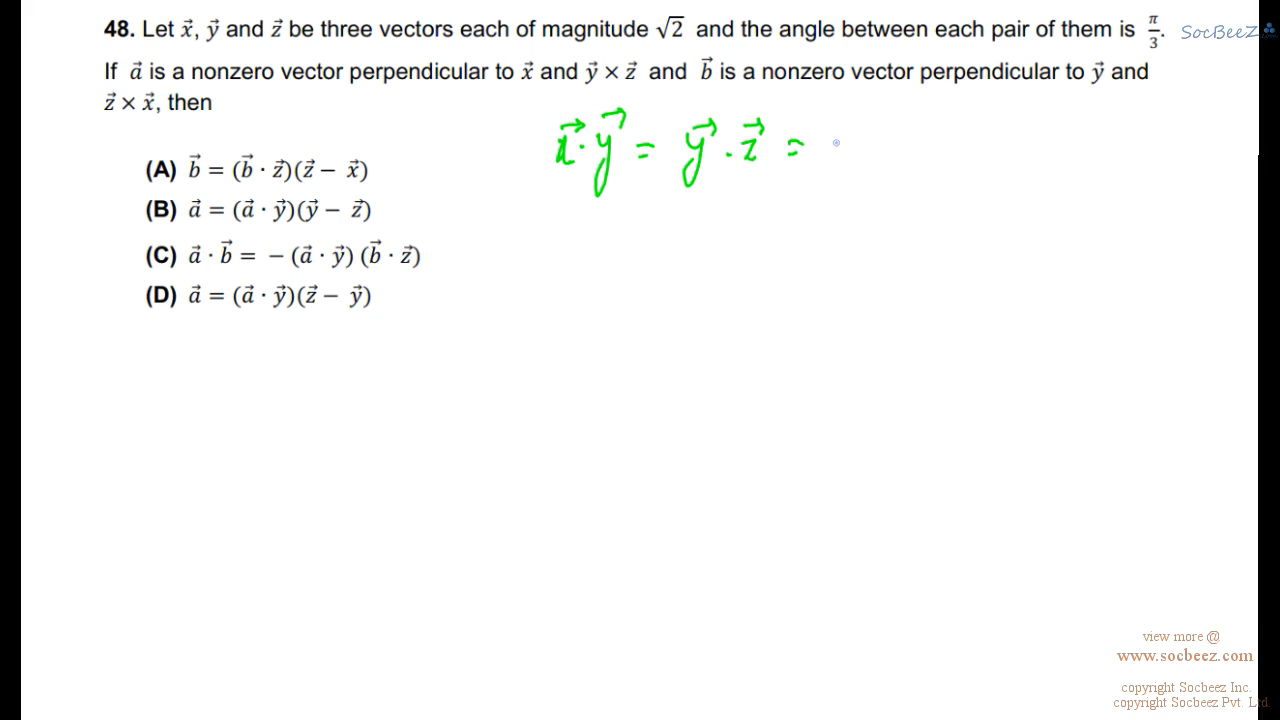 48. Let x⃗, y⃗ and z⃗ be three vectors each of magnitude √2 and the angle between each pair of them is π/3.
SocBeeZ
If a⃗ is a nonzero vector perpendicular to x⃗ and y⃗ × z⃗ and b⃗ is a nonzero vector perpendicular to y⃗ and
z⃗ × x⃗, then
x⃗ · y⃗ = y⃗ . z⃗ =
(A) b⃗ = (b⃗ · z⃗)(z⃗ − x⃗)
(B) a⃗ = (a⃗ · y⃗)(y⃗ − z⃗)
(C) a⃗ · b⃗ = − (a⃗ · y⃗) (b⃗ · z⃗)
(D) a⃗ = (a⃗ · y⃗)(z⃗ − y⃗)
view more @
www.socbeez.com
copyright Socbeez Inc.
copyright Socbeez Pvt. Ltd.